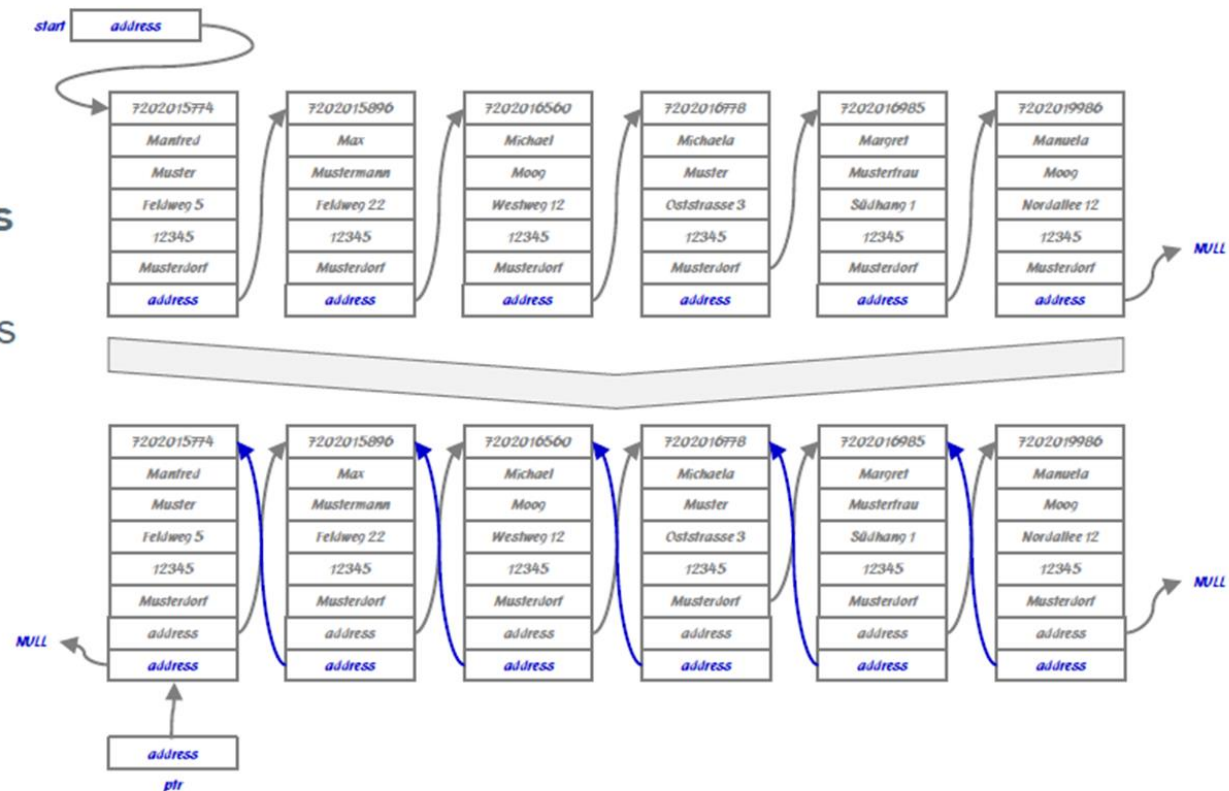 start address
7202015774 7202015896 7202016560 7202016778 7202016985 7202019986
Manfred Max Michael Michaela Margret Manuela
Muster Mustermann Moog Muster Musterfrau Moog
Feldweg 5 Feldweg 22 Westweg 12 Oststrasse 3 Südhang 1 Nordallee 12
s
12345 12345 12345 12345 12345 12345
NULL
Musterdorf Musterdorf Musterdorf Musterdorf Musterdorf Musterdorf
address address address address address address
s
7202015774 7202015896 7202016560 7202016778 7202016985 7202019986
Manfred Max Michael Michaela Margret Manuela
Muster Mustermann Moog Muster Musterfrau Moog
Feldweg 5 Feldweg 22 Westweg 12 Oststrasse 3 Südhang 1 Nordallee 12
12345 12345 12345 12345 12345 12345
NULL
Musterdorf Musterdorf Musterdorf Musterdorf Musterdorf Musterdorf
NULL address address address address address address
address address address address address address
address
ptr